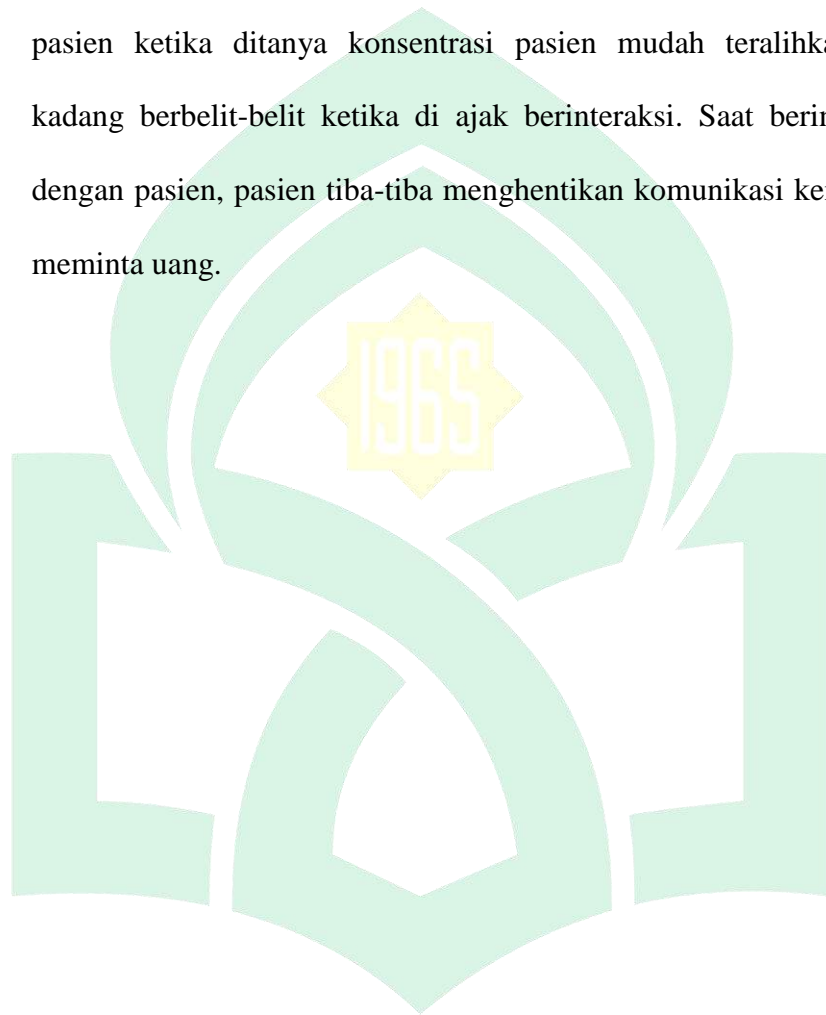 pasien ketika ditanya konsentrasi pasien mudah
kadang berbelit-belit ketika di ajak berinteraksi. Saat
dengan pasien, pasien tiba-tiba menghentikan komunikasi
meminta uang.
1965